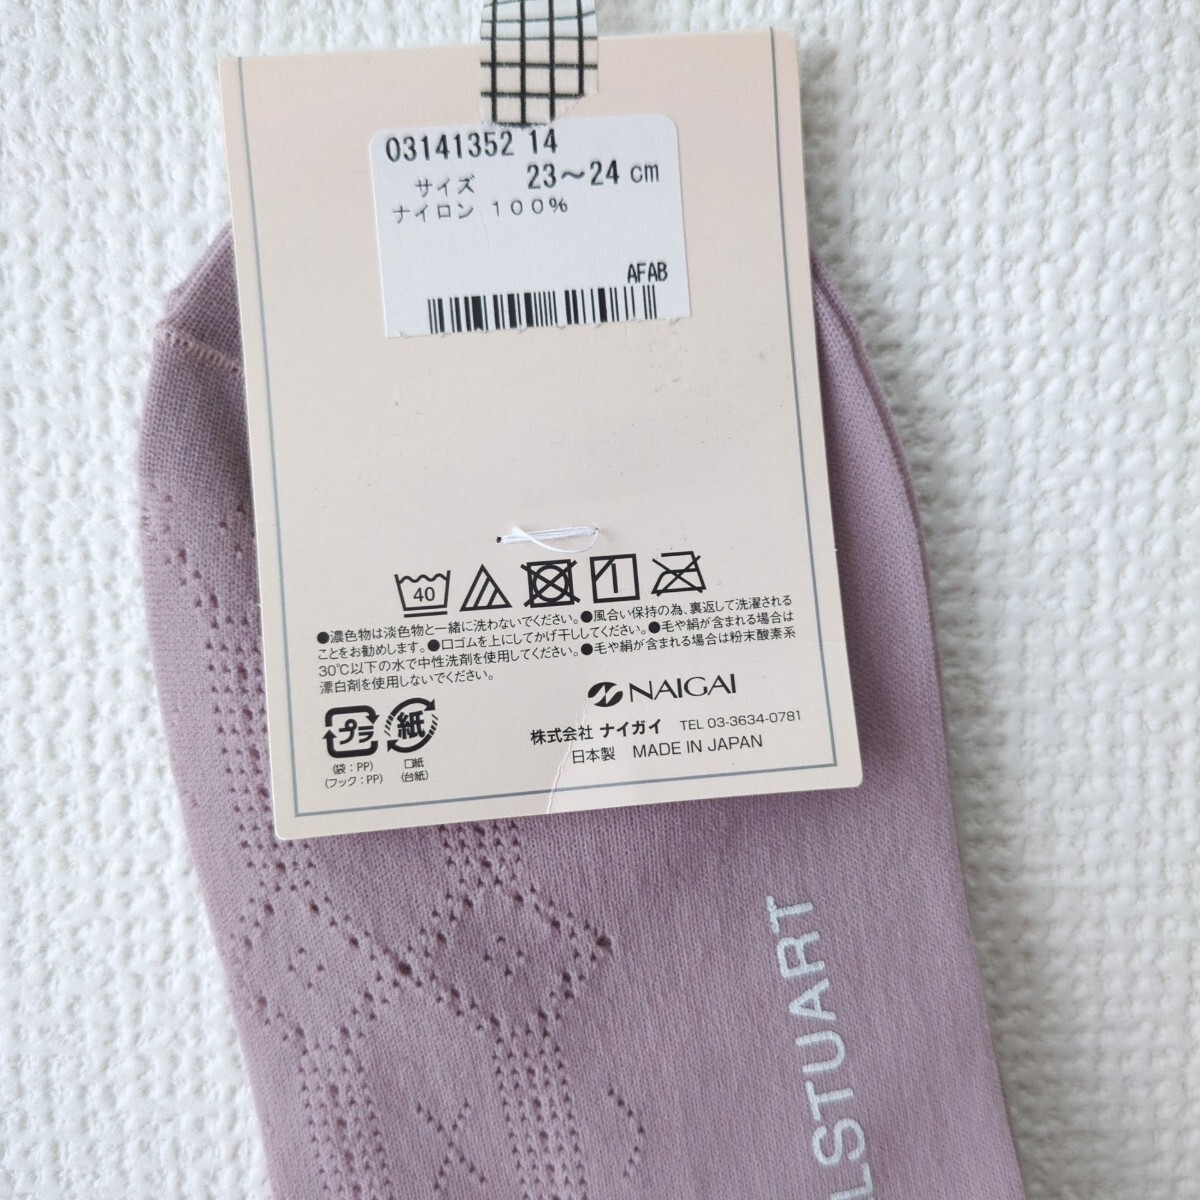 03141352 14
サイズ 23～24 cm
ナイロン 100%
AFAB
40
●濃色物は淡色物と一緒に洗わないでください。●風合い保持の為、裏返して洗濯される
ことをお勧めします。●口ゴムを上にしてかげ干ししてください。●毛や絹が含まれる場合は
30℃以下の水で中性洗剤を使用してください。●毛や絹が含まれる場合は粉末酸素系
漂白剤を使用しないでください。
NAIGAI
プラ
紙
株式会社 ナイガイ TEL 03-3634-0781
(袋:PP)
口紙
日本製 MADE IN JAPAN
(フック:PP)
(台紙)
LSTUART